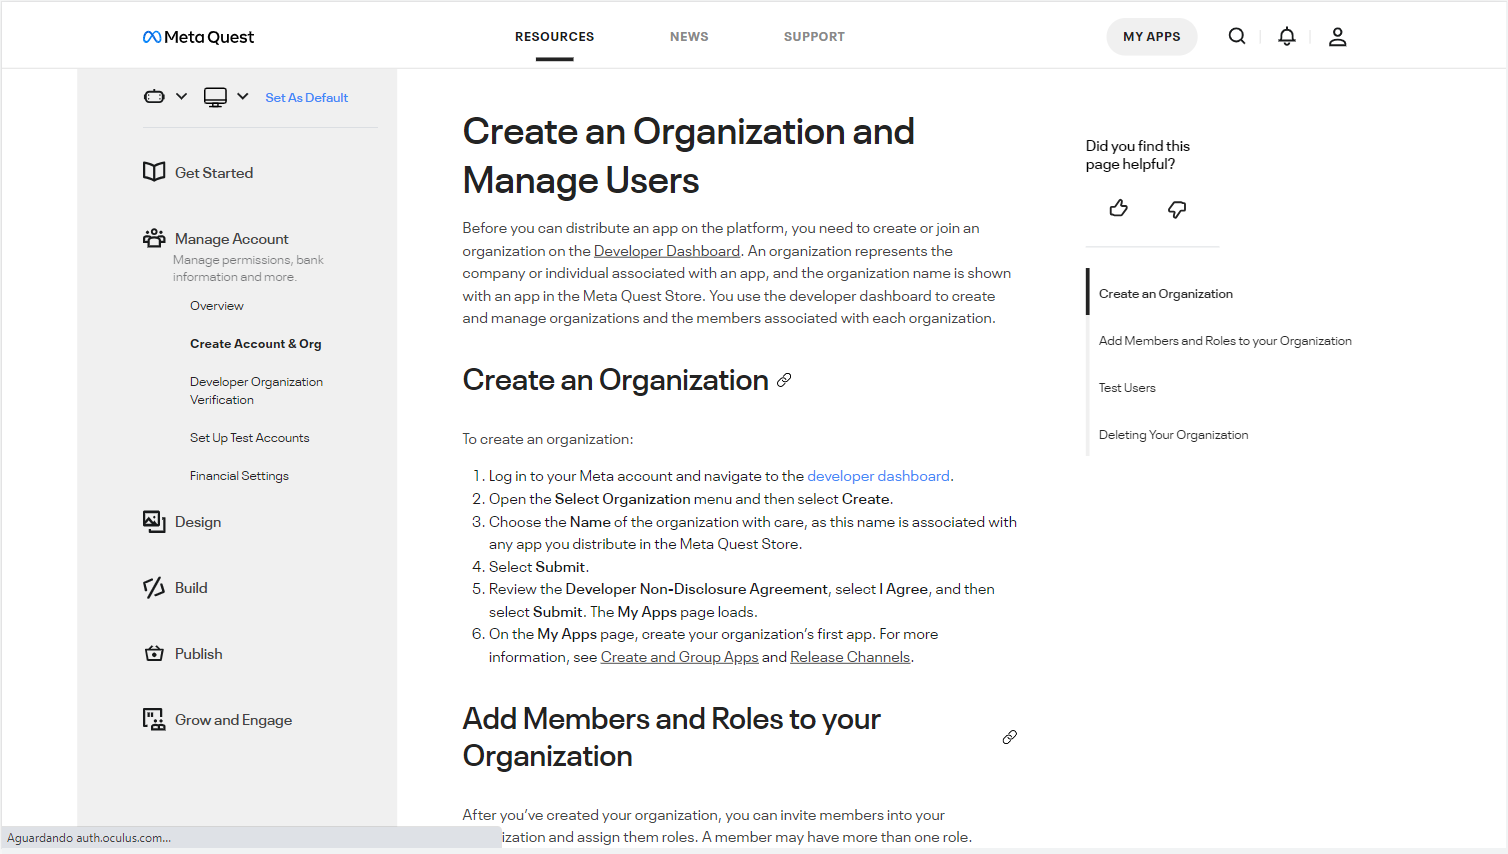 Meta Quest
RESOURCES
NEWS
SUPPORT
MY APPS
Set As Default
Get Started
Manage Account
Manage permissions, bank
information and more.
Overview
Create Account & Org
Developer Organization
Verification
Set Up Test Accounts
Financial Settings
Design
Build
Publish
Grow and Engage
Create an Organization and
Manage Users
Before you can distribute an app on the platform, you need to create or join an
organization on the Developer Dashboard. An organization represents the
company or individual associated with an app, and the organization name is shown
with an app in the Meta Quest Store. You use the developer dashboard to create
and manage organizations and the members associated with each organization.
Create an Organization
To create an organization:
1. Log in to your Meta account and navigate to the developer dashboard.
2. Open the Select Organization menu and then select Create.
3. Choose the Name of the organization with care, as this name is associated with
any app you distribute in the Meta Quest Store.
4. Select Submit.
5. Review the Developer Non-Disclosure Agreement, select I Agree, and then
select Submit. The My Apps page loads.
6. On the My Apps page, create your organization's first app. For more
information, see Create and Group Apps and Release Channels.
Add Members and Roles to your
Organization
After you've created your organization, you can invite members into your
ization and assign them roles. A member may have more than one role.
Did you find this
page helpful?
Create an Organization
Add Members and Roles to your Organization
Test Users
Deleting Your Organization
Aguardando auth.oculus.com...